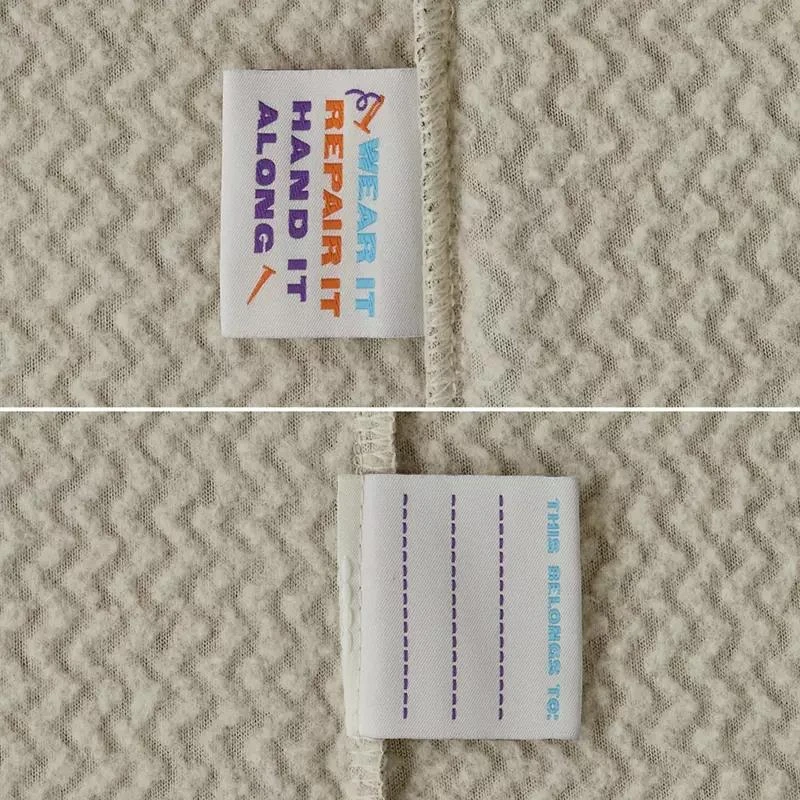 WEAR IT
REPAIR IT
HAND IT
ALONG
THIS BELONGS TO: